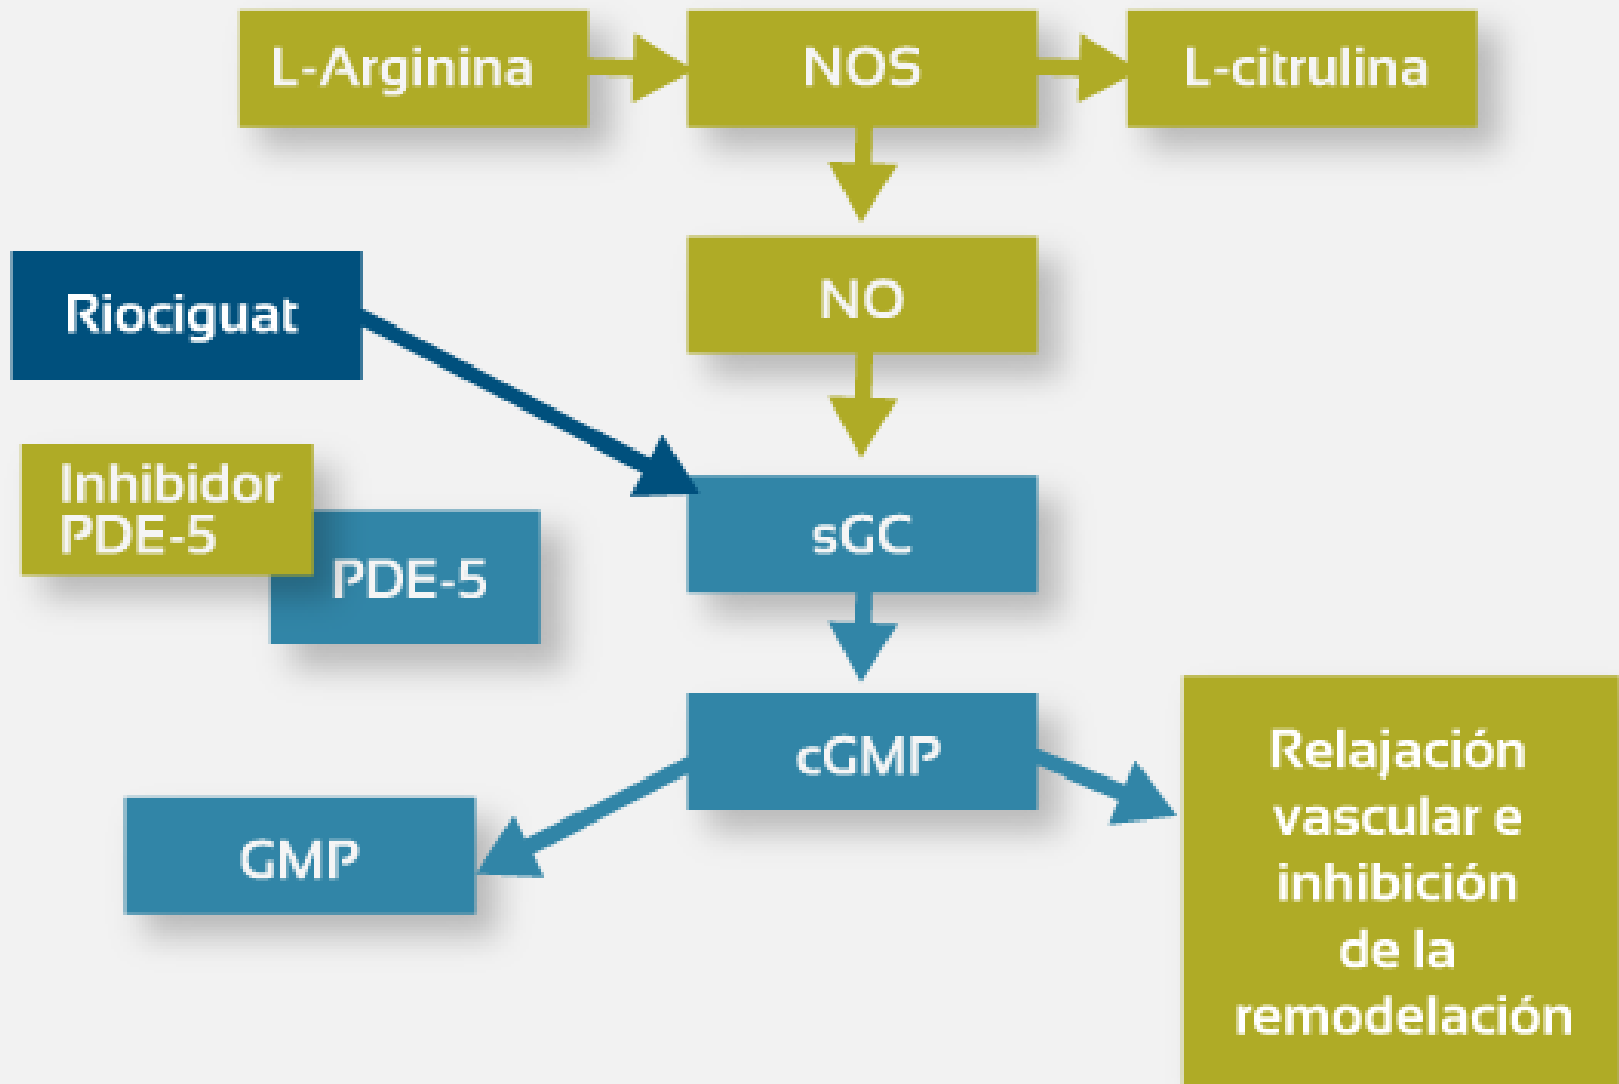 L-Arginina
NOS
L-citrulina
NO
Riociguat
Inhibidor
PDE-5
PDE-5
sGC
cGMP
GMP
Relajación
vascular e
inhibición
de la
remodelación